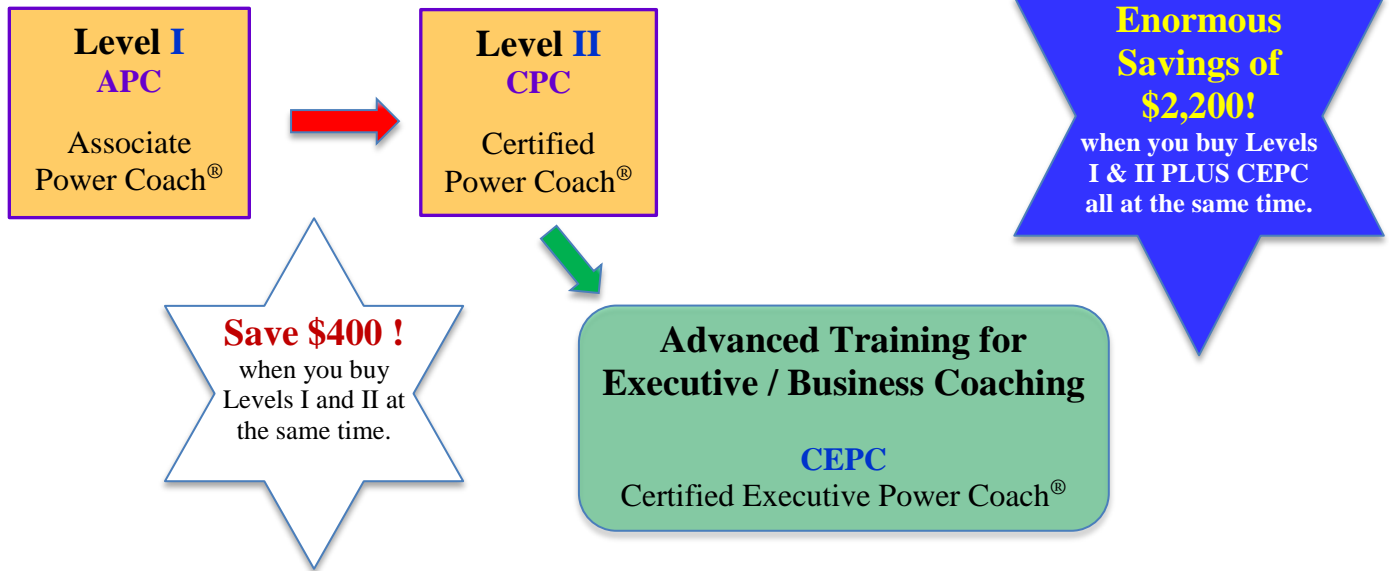 Level I
APC
Associate
Power Coach®
Level II
CPC
Certified
Power Coach®
Enormous
Savings of
$2,200!
when you buy Levels
I & II PLUS CEPC
all at the same time.
Save $400 !
when you buy
Levels I and II at
the same time.
Advanced Training for
Executive / Business Coaching
CEPC
Certified Executive Power Coach®